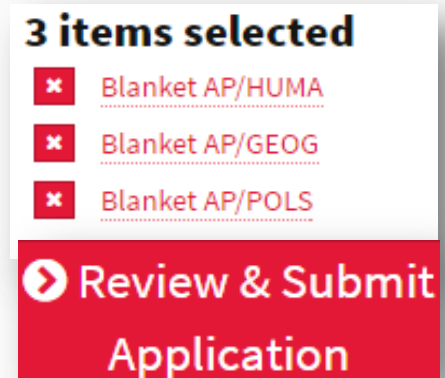 3 items selected
Blanket AP/HUMA
Blanket AP/GEOG
Blanket AP/POLS
Review & Submit
Application